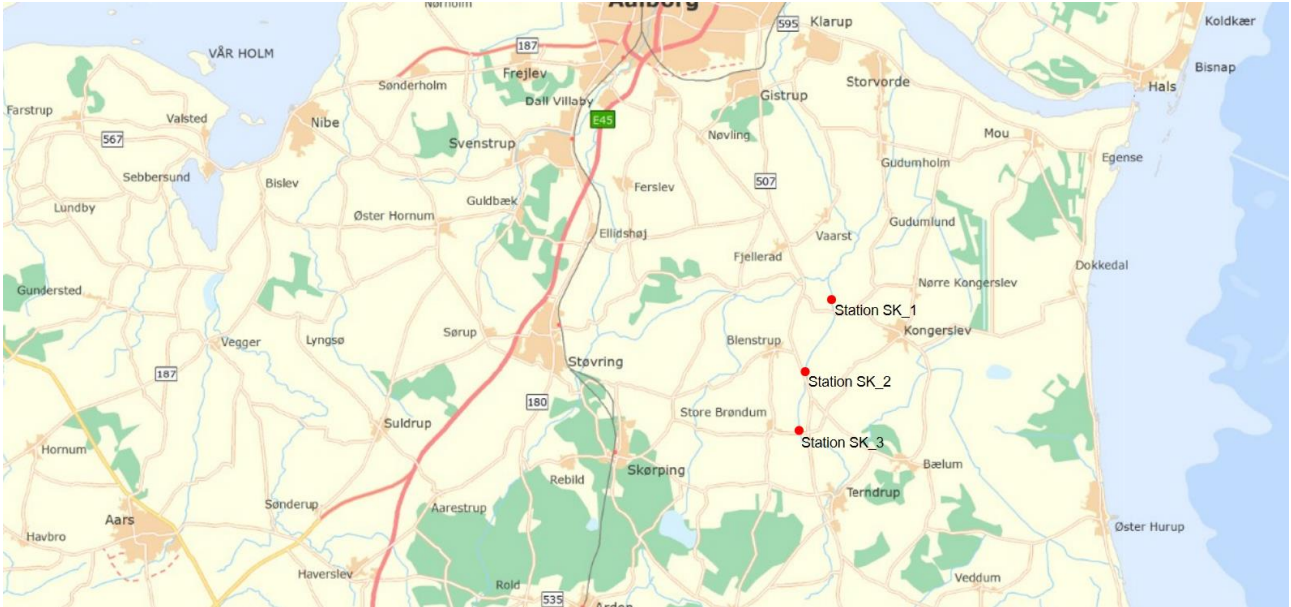 Nørholm
Aalborg
595
Klarup
Koldkær
VÅR HOLM
187
Bisnap
Sønderholm
Frejlev
Storvorde
Hals
Gistrup
Farstrup
Valsted
Nibe
Dall Villaby
E45
Nøvling
Mou
567
Svenstrup
Egense
Gudumholm
Sebbersund
Bislev
Ferslev
507
Lundby
Øster Hornum
Guldbæk
Gudumlund
Ellidshøj
Vaarst
Fjellerad
Dokkedal
Gundersted
Nørre Kongerslev
Station SK_1
Kongerslev
Vegger
Lyngsø
Sørup
Blenstrup
Støvring
187
Station SK_2
180
Store Brøndum
Suldrup
Station SK_3
Hornum
Skørping
Bælum
Rebild
Terndrup
Sønderup
Aarestrup
Aars
Øster Hurup
Havbro
Haverslev
Rold
Veddum
535
Arden